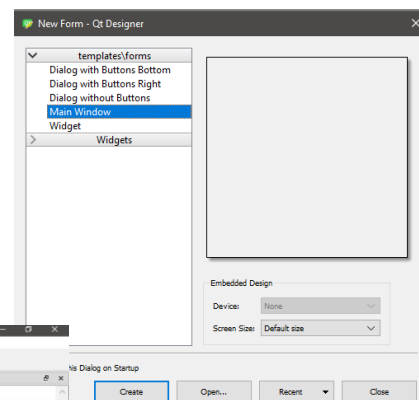 New Form - Qt Designer
templates\forms
Dialog with Buttons Bottom
Dialog with Buttons Right
Dialog without Buttons
Main Window
Widget
Widgets
Embedded Design
Device: None
Screen Size: Default size
his Dialog on Startup
Create Open... Recent Close